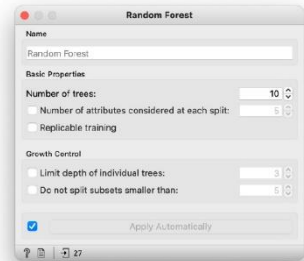 Random Forest
Name
Random Forest
Basic Properties
Number of trees: 10
Number of attributes considered at each split: 5
Replicable training
Growth Control
Limit depth of individual trees: 3
Do not split subsets smaller than: 5
Apply Automatically
? 27